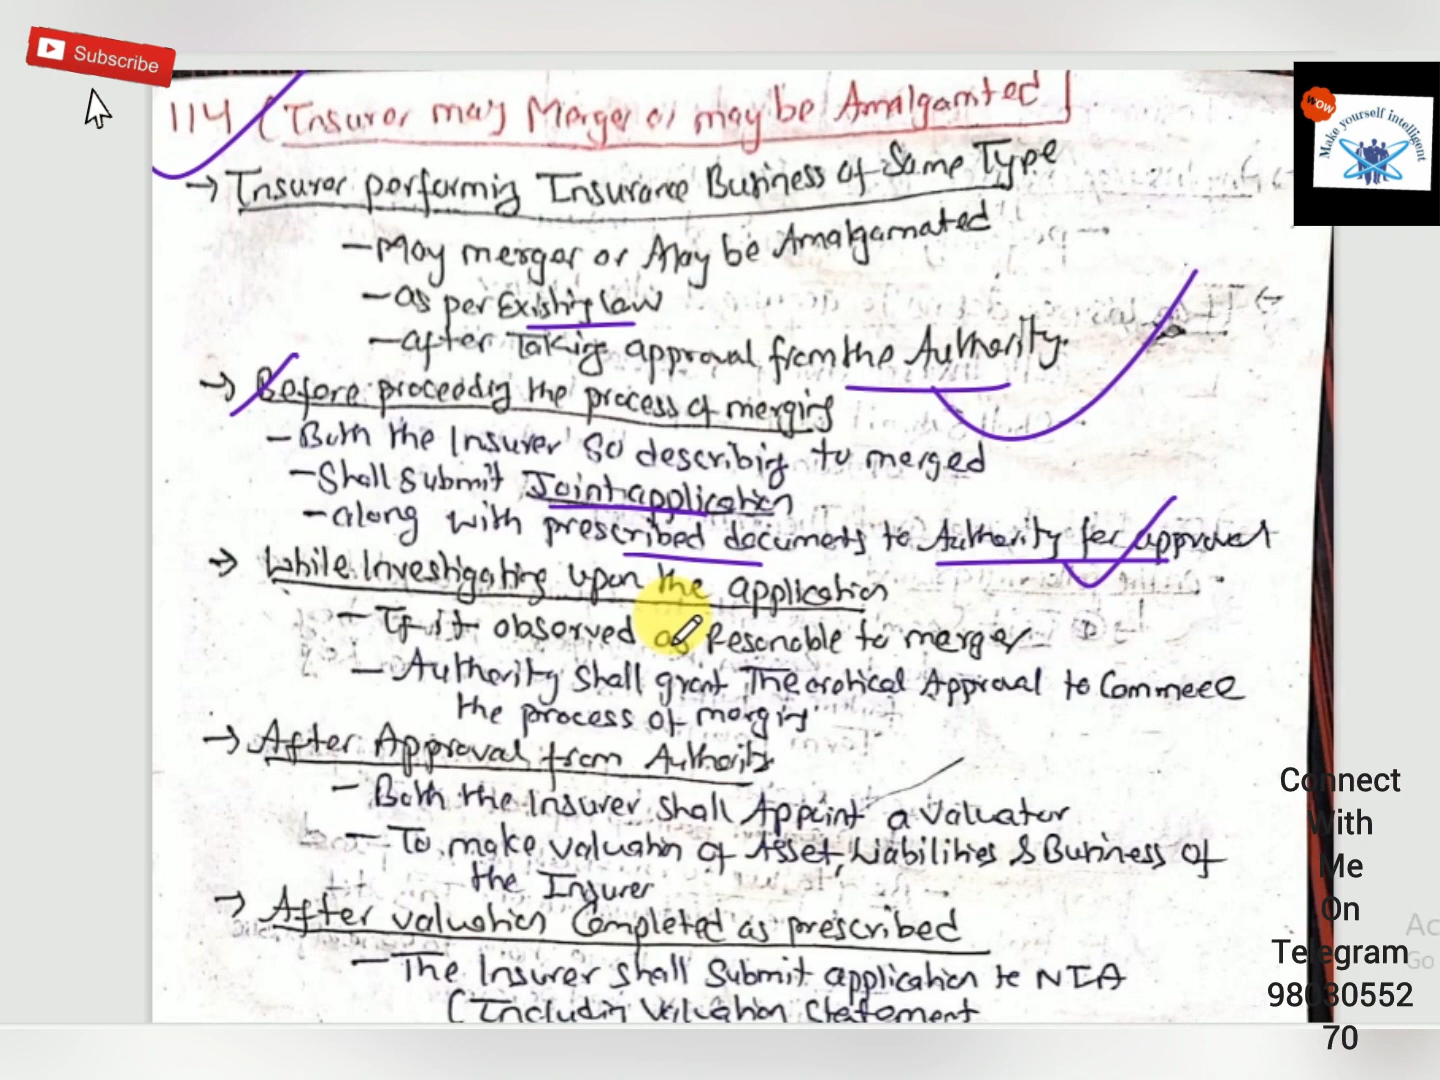 Subscribe
114 [Insurer may Merger or may be Amalgamted]
WOW
Make yourself intelligent
→ Insurer performing Insurance Business of Same Type
- May merger or May be Amalgamated
- as per Existing law
- after Taking approval from the Authority.
→ Before proceeding the process of merging
- Both the Insurer so describing to merged
- Shall submit Joint application
- along with prescribed documents to Authority for approval
→ While Investigating upon the application
- If it observed as Resonable to merger
- Authority shall grant Theorotical Approval to Commece
the process of merging
→ After Approval from Authority
- Both the Insurer shall Appoint a valuator
- To make valuation of Asset, Liabilities & Business of
the Insurer
→ After valuation Completed as prescribed
- The Insurer shall submit application to NIA
(Includin Valuation Statement
Connect
With
Me
On
Telegram
98030552
70
Ac
Go